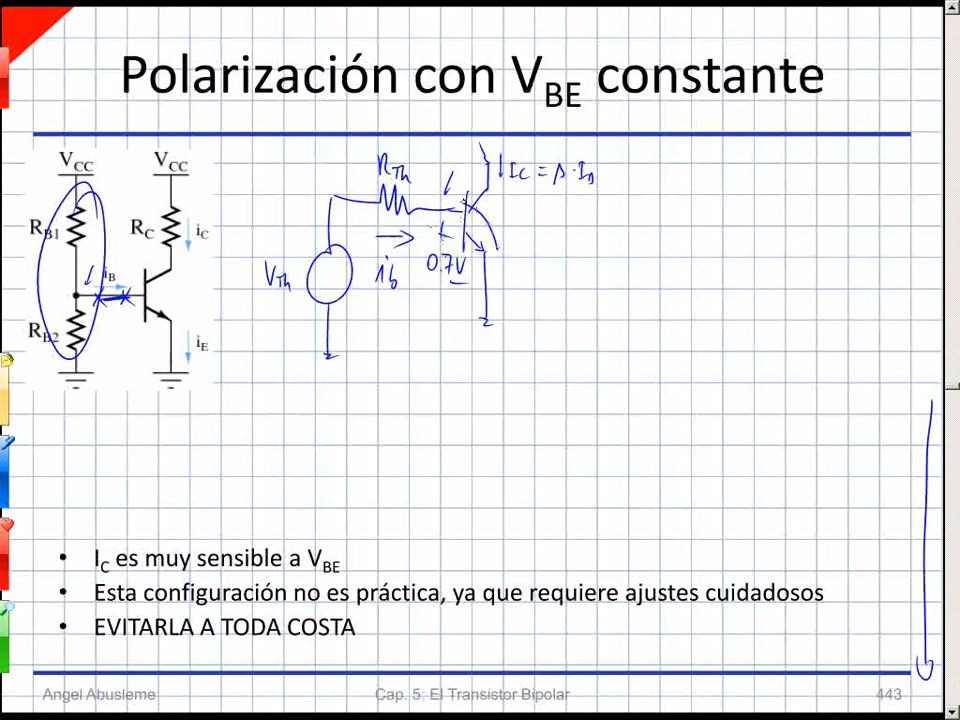 Polarización con VBE constante
VCC
VCC
RB1
RC
iC
iB
RB2
iE
RTh
IC = β · IB
VTh
ib
+ -
0.7V
• IC es muy sensible a VBE
• Esta configuración no es práctica, ya que requiere ajustes cuidadosos
• EVITARLA A TODA COSTA
Angel Abusleme
Cap. 5: El Transistor Bipolar
443